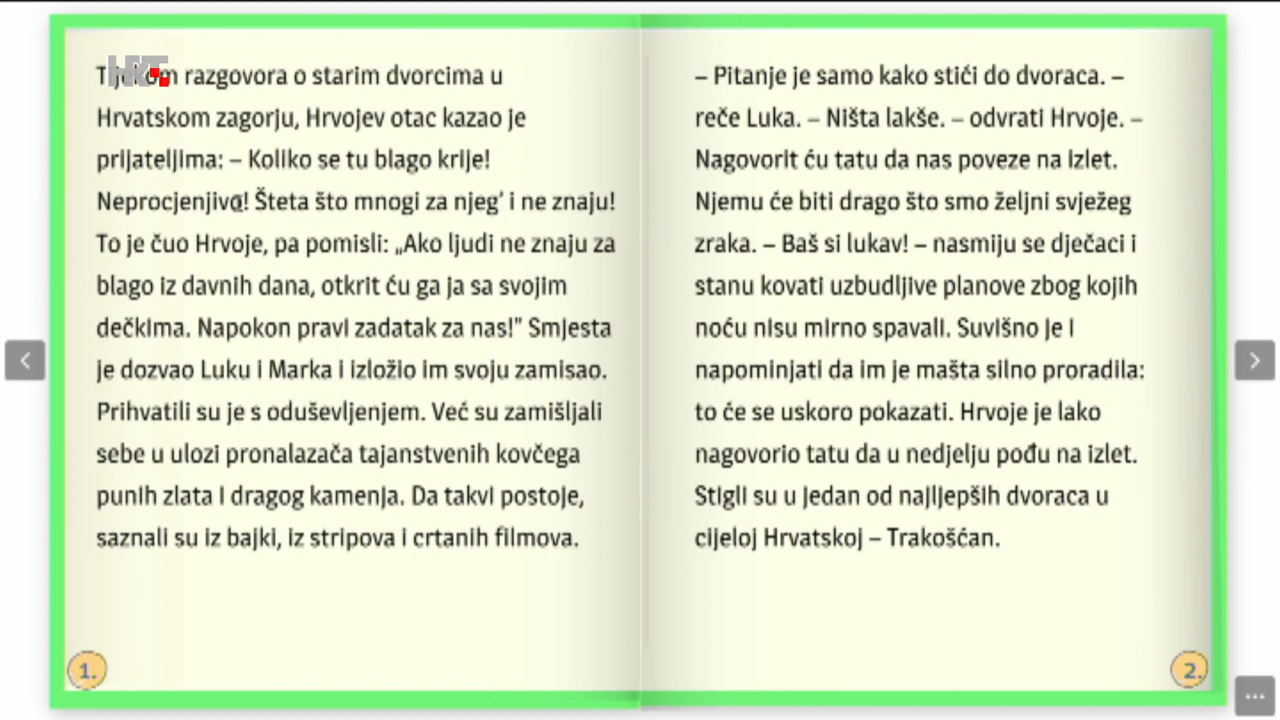 HRT
Tijekom razgovora o starim dvorcima u
Hrvatskom zagorju, Hrvojev otac kazao je
prijateljima: – Koliko se tu blago krije!
Neprocjenjivo! Šteta što mnogi za njeg’ i ne znaju!
To je čuo Hrvoje, pa pomisli: „Ako ljudi ne znaju za
blago iz davnih dana, otkrit ću ga ja sa svojim
dečkima. Napokon pravi zadatak za nas!” Smjesta
je dozvao Luku i Marka i izložio im svoju zamisao.
Prihvatili su je s oduševljenjem. Već su zamišljali
sebe u ulozi pronalazača tajanstvenih kovčega
punih zlata i dragog kamenja. Da takvi postoje,
saznali su iz bajki, iz stripova i crtanih filmova.
1.
– Pitanje je samo kako stići do dvoraca. –
reče Luka. – Ništa lakše. – odvrati Hrvoje. –
Nagovorit ću tatu da nas poveze na izlet.
Njemu će biti drago što smo željni svježeg
zraka. – Baš si lukav! – nasmiju se dječaci i
stanu kovati uzbudljive planove zbog kojih
noću nisu mirno spavali. Suvišno je i
napominjati da im je mašta silno proradila:
to će se uskoro pokazati. Hrvoje je lako
nagovorio tatu da u nedjelju pođu na izlet.
Stigli su u jedan od najljepših dvoraca u
cijeloj Hrvatskoj – Trakošćan.
2.